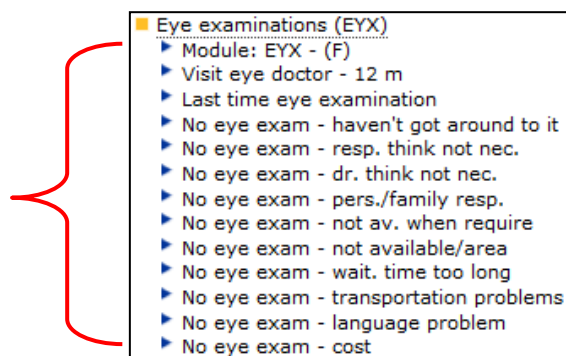 Eye examinations (EYX)
Module: EYX - (F)
Visit eye doctor - 12 m
Last time eye examination
No eye exam - haven't got around to it
No eye exam - resp. think not nec.
No eye exam - dr. think not nec.
No eye exam - pers./family resp.
No eye exam - not av. when require
No eye exam - not available/area
No eye exam - wait. time too long
No eye exam - transportation problems
No eye exam - language problem
No eye exam - cost